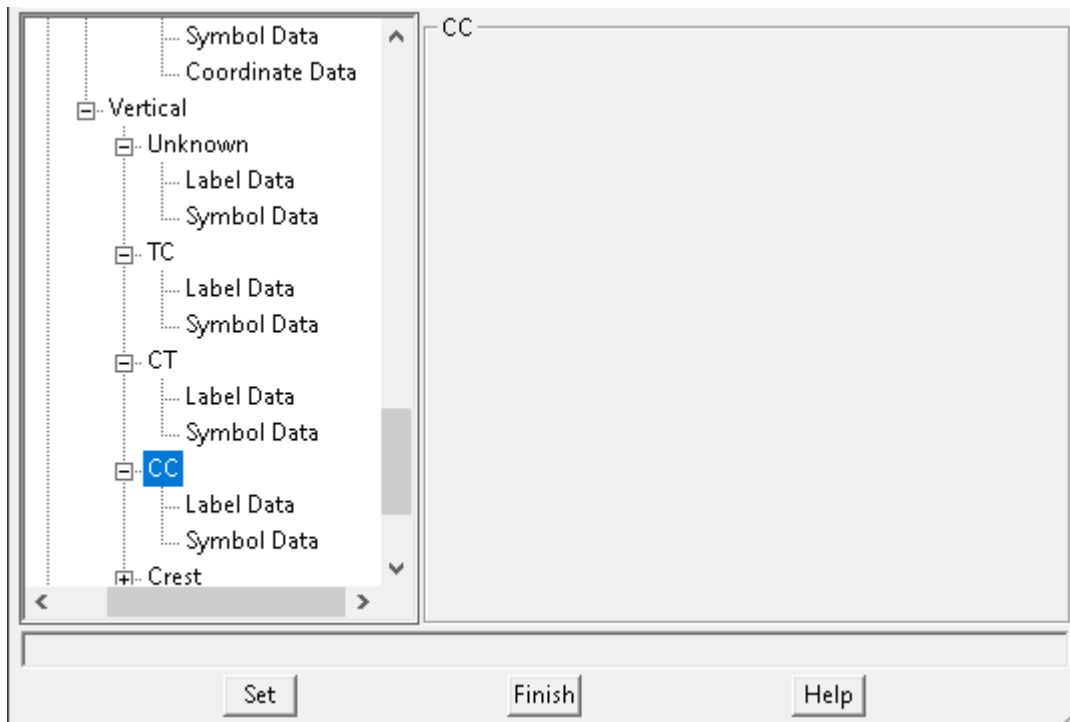 Symbol Data
Coordinate Data
Vertical
Unknown
Label Data
Symbol Data
TC
Label Data
Symbol Data
CT
Label Data
Symbol Data
CC
Label Data
Symbol Data
Crest
CC
Set Finish Help